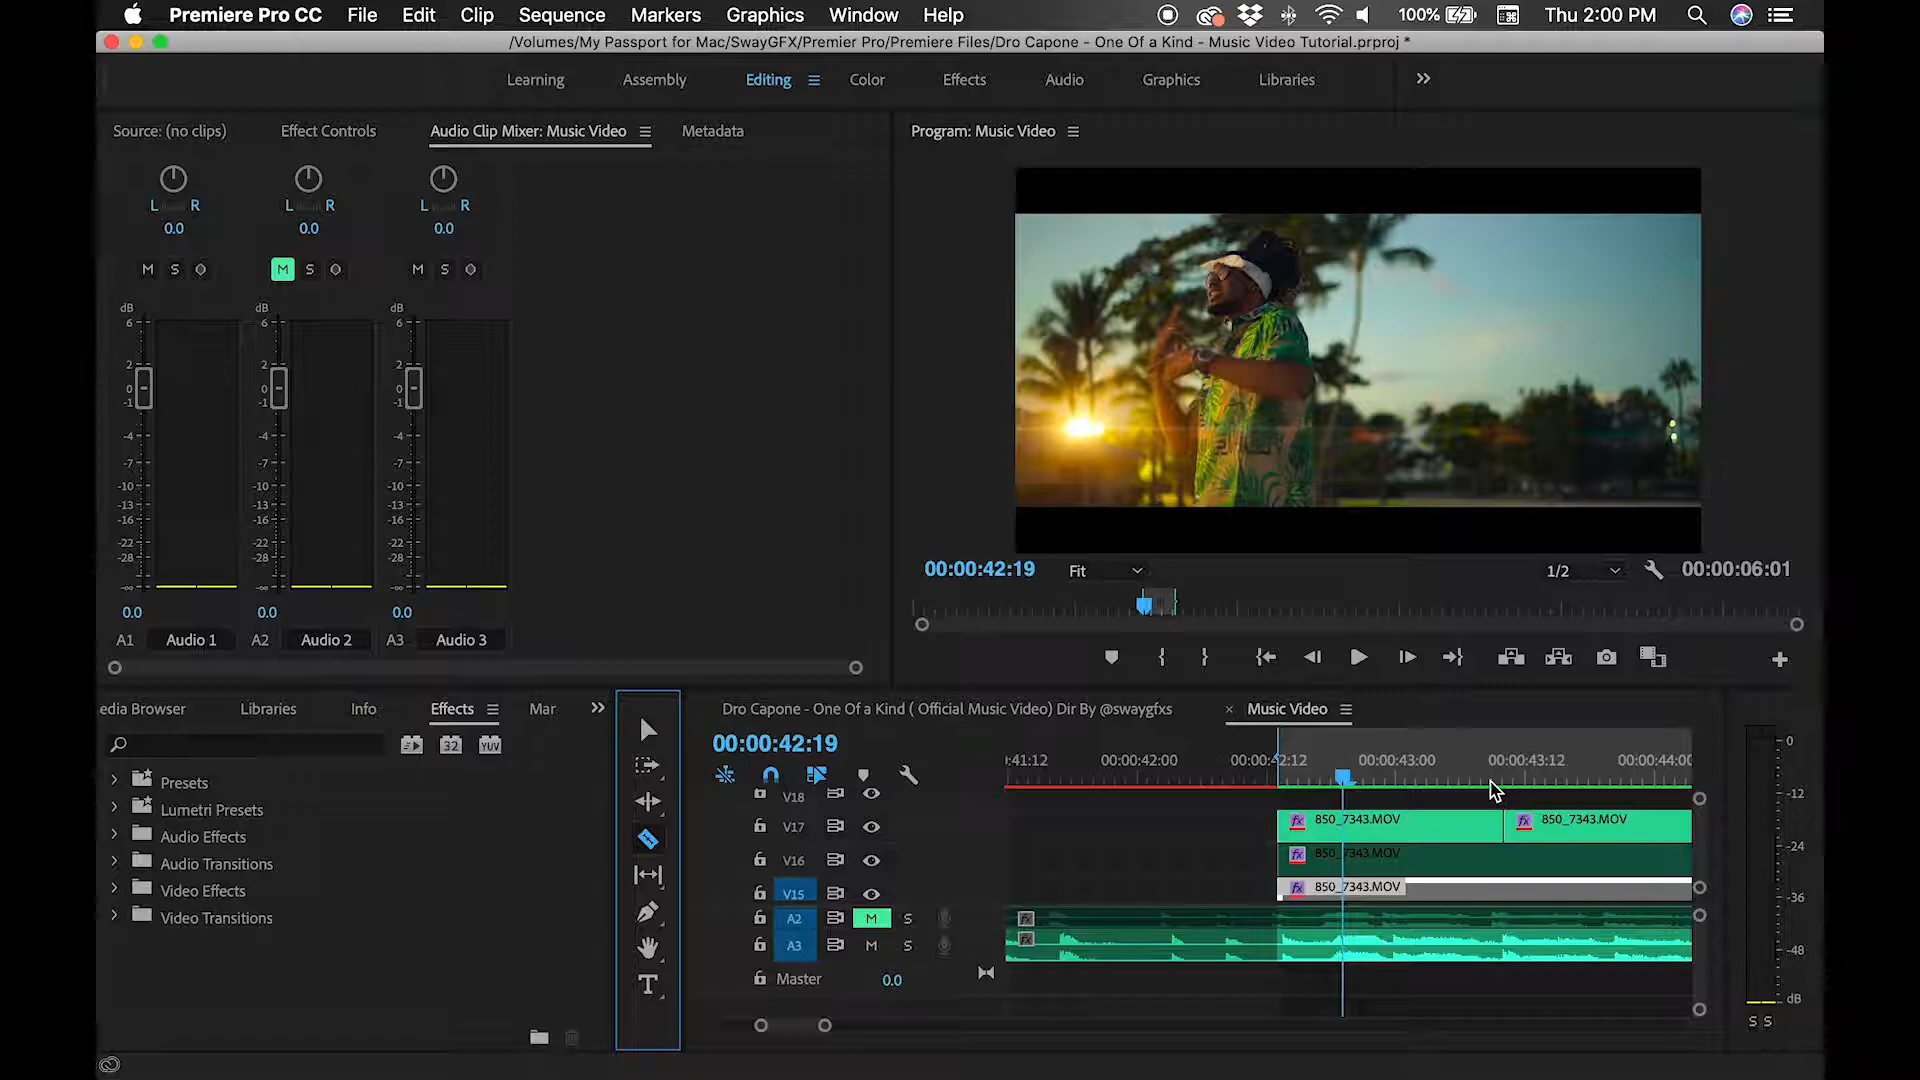 Premiere Pro CC File Edit Clip Sequence Markers Graphics Window Help 100% Thu 2:00 PM
/Volumes/My Passport for Mac/SwayGFX/Premier Pro/Premiere Files/Dro Capone - One Of a Kind - Music Video Tutorial.prproj *
Learning Assembly Editing Color Effects Audio Graphics Libraries
Source: (no clips) Effect Controls Audio Clip Mixer: Music Video Metadata
Program: Music Video
L R L R L R
0.0 0.0 0.0
M S M S M S
dB dB dB
6 6 6
2 2 2
0 0 0
-1 -1 -1
-4 -4 -4
-7 -7 -7
-10 -10 -10
-13 -13 -13
-16 -16 -16
-22 -22 -22
-28 -28 -28
-∞ -∞ -∞
0.0 0.0 0.0
A1 Audio 1 A2 Audio 2 A3 Audio 3
00:00:42:19 Fit 1/2 00:00:06:01
edia Browser Libraries Info Effects Mar
32 YUV
Presets
Lumetri Presets
Audio Effects
Audio Transitions
Video Effects
Video Transitions
T
Dro Capone - One Of a Kind ( Official Music Video) Dir By @swaygfxs × Music Video
00:00:42:19
:41:12 00:00:42:00 00:00:42:12 00:00:43:00 00:00:43:12 00:00:44:00
V18
V17 fx 850_7343.MOV fx 850_7343.MOV
V16 fx 850_7343.MOV
V15 fx 850_7343.MOV
A2 M S fx
A3 M S fx
Master 0.0
0
-12
-24
-36
-48
dB
S S